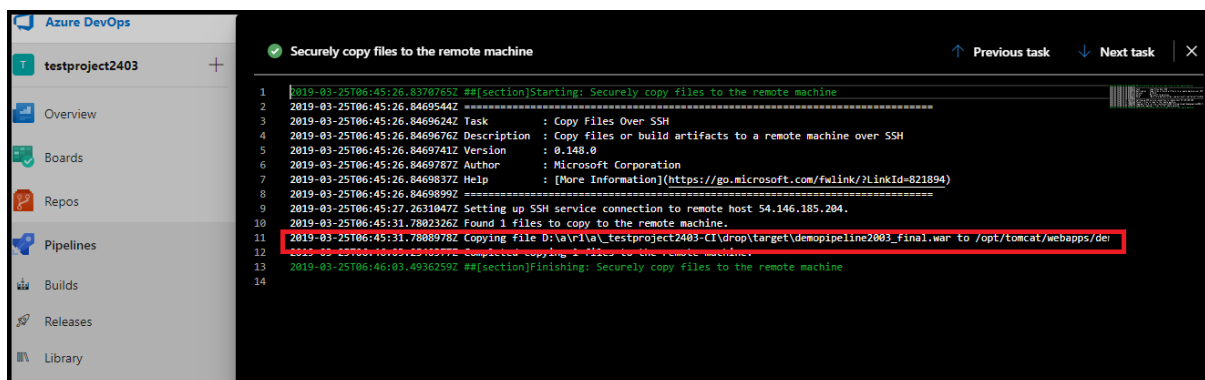 Azure DevOps
T testproject2403 +
Overview
Boards
Repos
Pipelines
Builds
Releases
Library
Securely copy files to the remote machine
Previous task
Next task
1 2019-03-25T06:45:26.8370765Z ##[section]Starting: Securely copy files to the remote machine
2 2019-03-25T06:45:26.8469544Z ==============================================================================
3 2019-03-25T06:45:26.8469624Z Task : Copy Files Over SSH
4 2019-03-25T06:45:26.8469676Z Description : Copy files or build artifacts to a remote machine over SSH
5 2019-03-25T06:45:26.8469741Z Version : 0.148.0
6 2019-03-25T06:45:26.8469787Z Author : Microsoft Corporation
7 2019-03-25T06:45:26.8469837Z Help : [More Information](https://go.microsoft.com/fwlink/?LinkId=821894)
8 2019-03-25T06:45:26.8469899Z ==============================================================================
9 2019-03-25T06:45:27.2631047Z Setting up SSH service connection to remote host 54.146.185.204.
10 2019-03-25T06:45:31.7802326Z Found 1 files to copy to the remote machine.
11 2019-03-25T06:45:31.7808978Z Copying file D:\a\r1\a\_testproject2403-CI\drop\target\demopipeline2003_final.war to /opt/tomcat/webapps/de
12 Completed copying 1 files to the remote machine.
13 2019-03-25T06:46:03.4936259Z ##[section]Finishing: Securely copy files to the remote machine
14